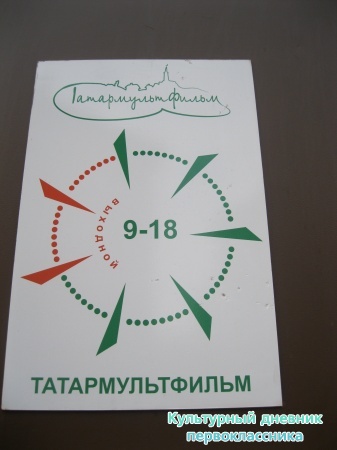 Татармультфильм
выходной
9-18
ТАТАРМУЛЬТФИЛЬМ
Культурный дневник
первоклассника